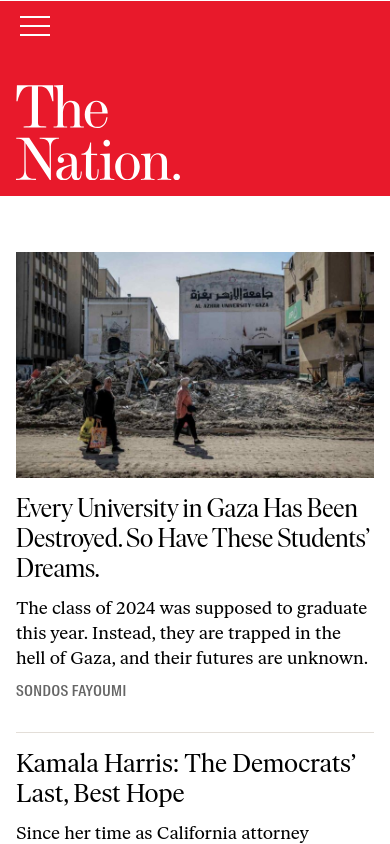 The
Nation.
جامعة الازهر بغزة
AL AZHAR UNIVERSITY - GAZA
Every University in Gaza Has Been
Destroyed. So Have These Students’
Dreams.
The class of 2024 was supposed to graduate
this year. Instead, they are trapped in the
hell of Gaza, and their futures are unknown.
SONDOS FAYOUMI
Kamala Harris: The Democrats’
Last, Best Hope
Since her time as California attorney